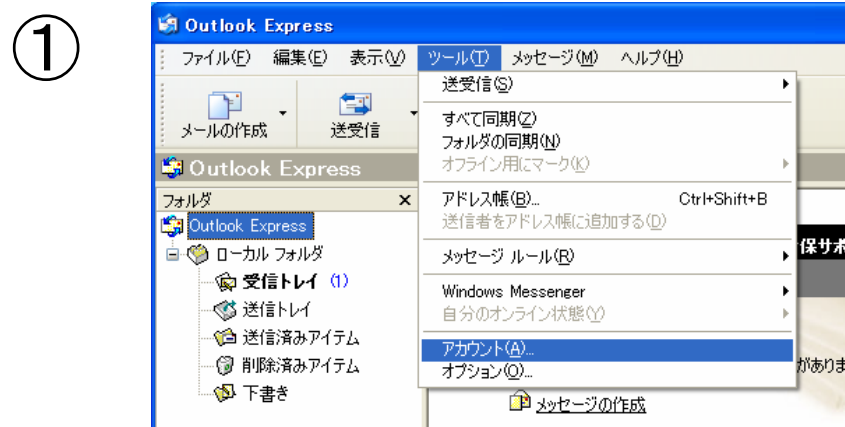 ①
Outlook Express
ファイル(F) 編集(E) 表示(V) ツール(T) メッセージ(M) ヘルプ(H)
メールの作成 送受信
Outlook Express
フォルダ ×
Outlook Express
ローカル フォルダ
受信トレイ (1)
送信トレイ
送信済みアイテム
削除済みアイテム
下書き
送受信(S)
すべて同期(Z)
フォルダの同期(N)
オフライン用にマーク(K)
アドレス帳(B)... Ctrl+Shift+B
送信者をアドレス帳に追加する(D)
メッセージ ルール(R)
Windows Messenger
自分のオンライン状態(Y)
アカウント(A)...
オプション(O)...
保サポ
がありま
メッセージの作成